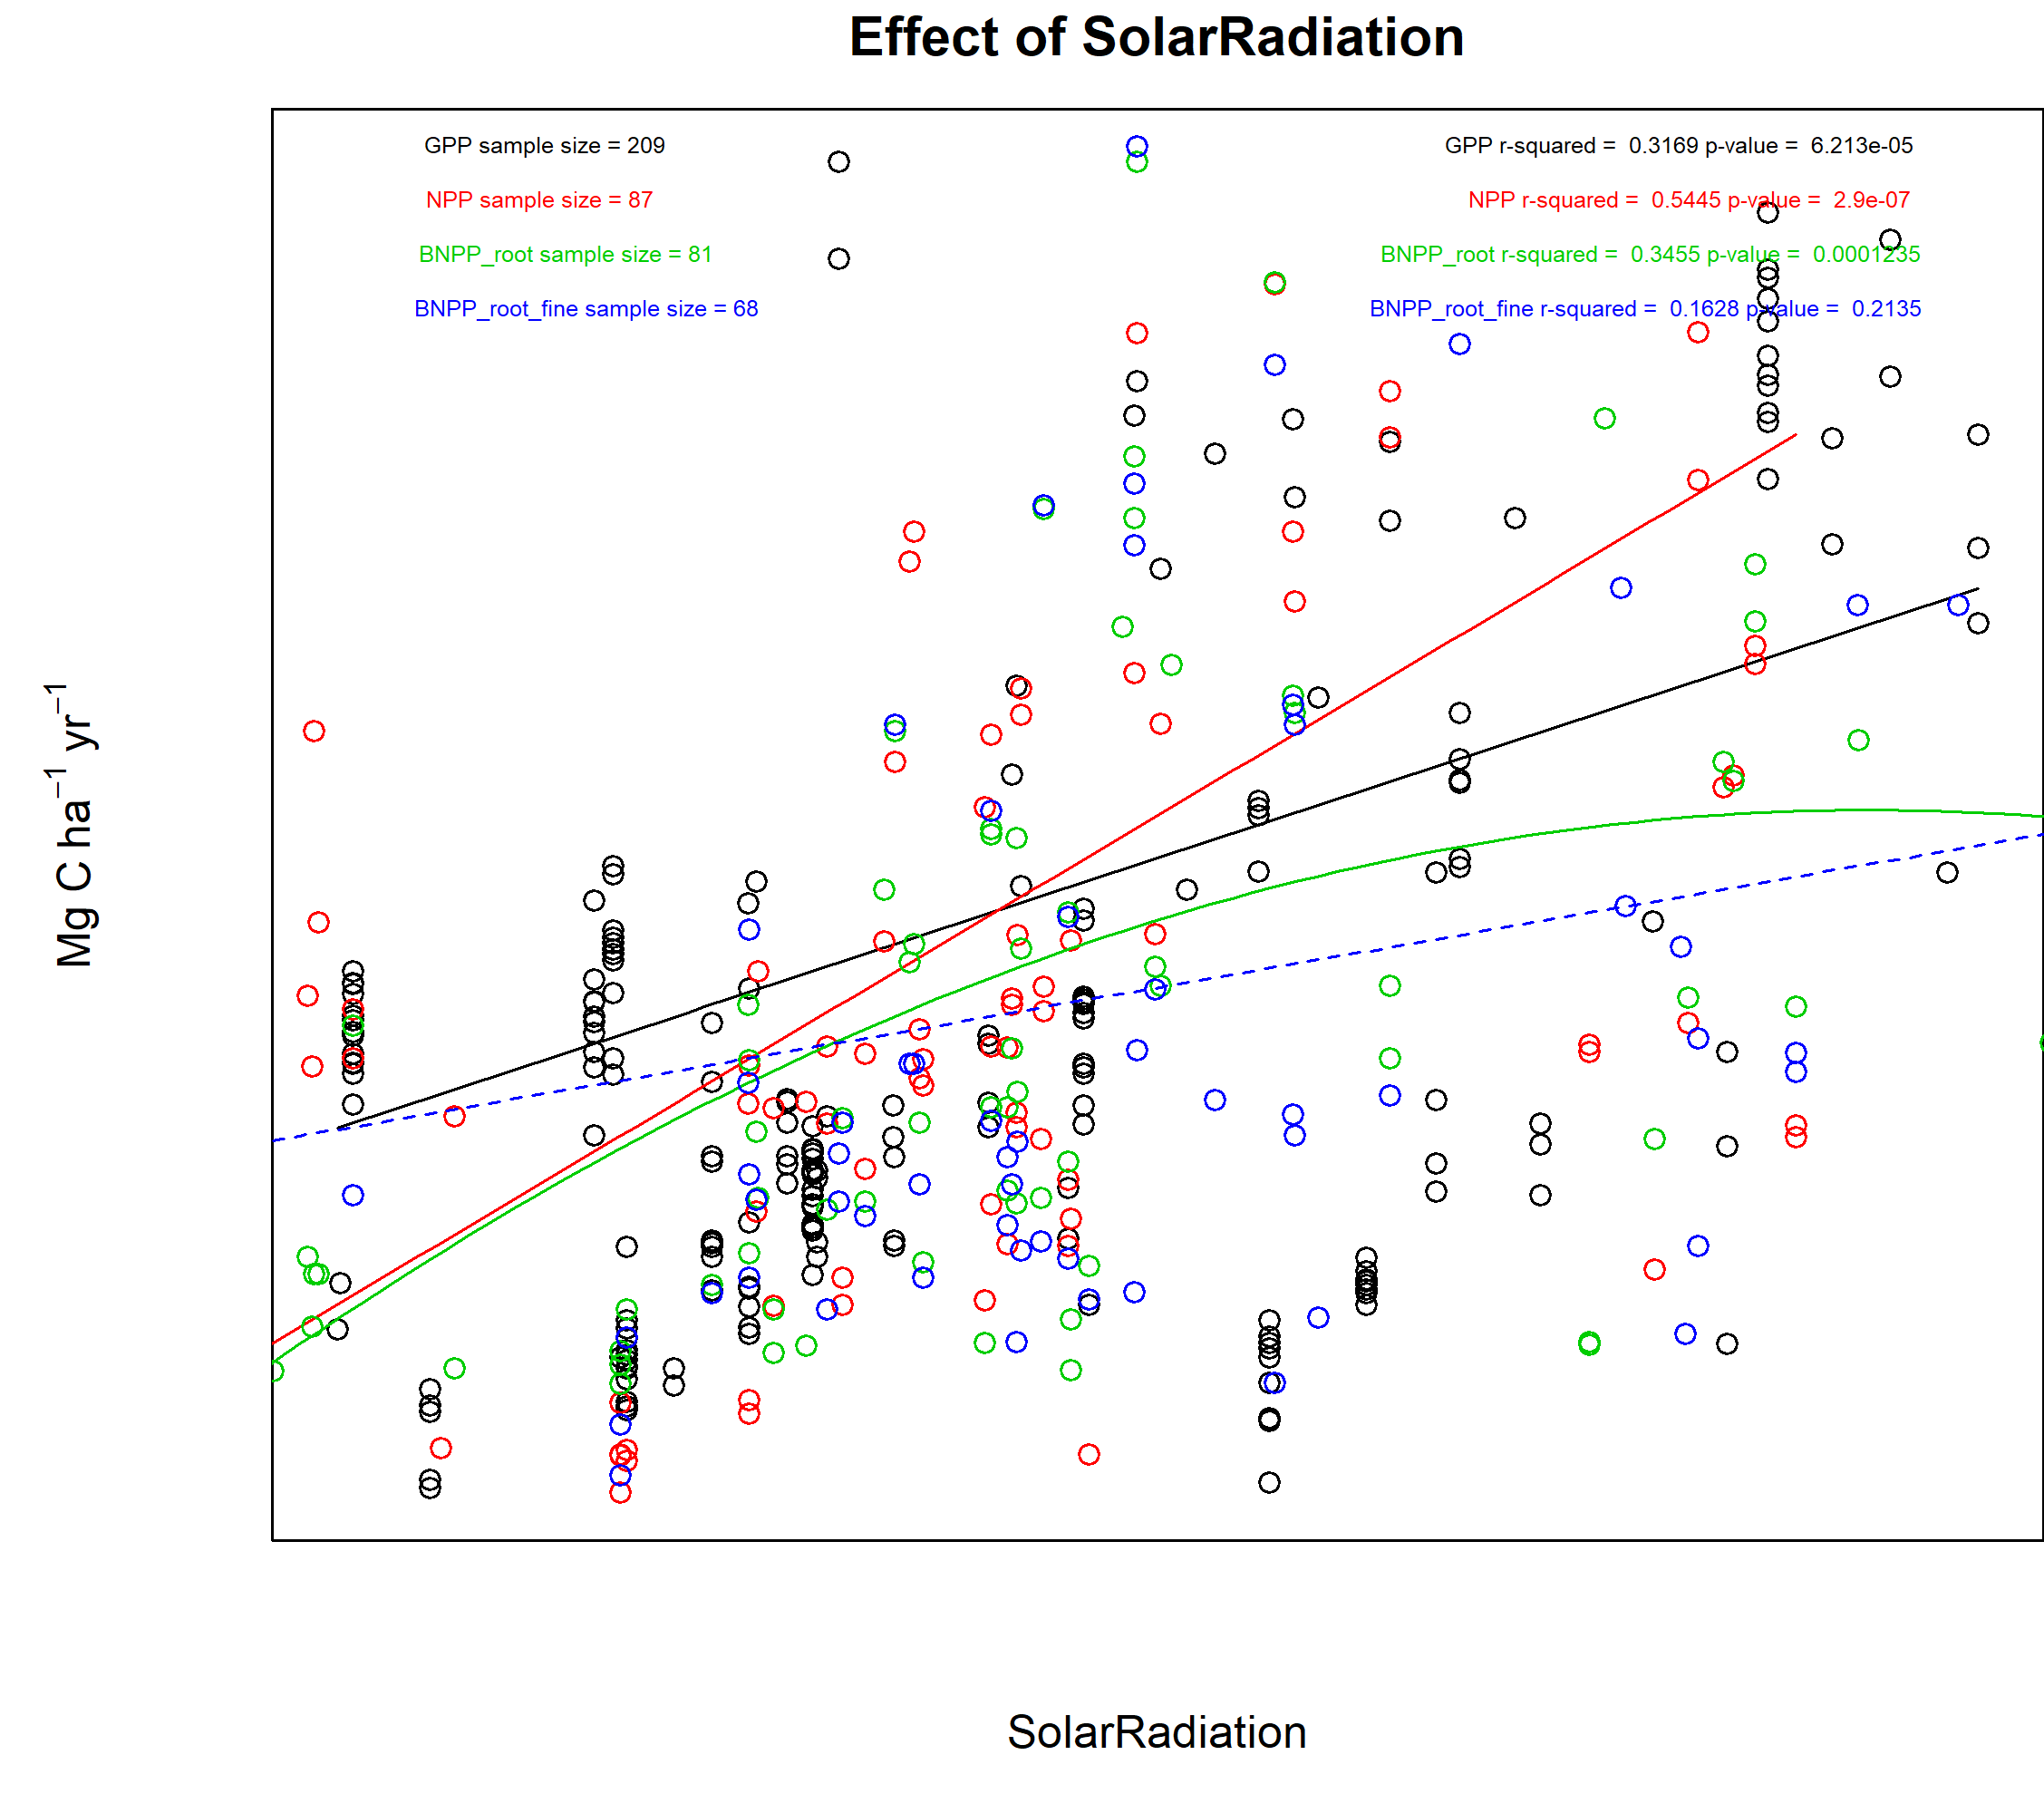 Effect of SolarRadiation
GPP sample size = 209
GPP r-squared = 0.3169 p-value = 6.213e-05
NPP sample size = 87
NPP r-squared = 0.5445 p-value = 2.9e-07
BNPP_root sample size = 81
BNPP_root r-squared = 0.3455 p-value = 0.0001235
BNPP_root_fine sample size = 68
BNPP_root_fine r-squared = 0.1628 p-value = 0.2135
Mg C ha⁻¹ yr⁻¹
SolarRadiation